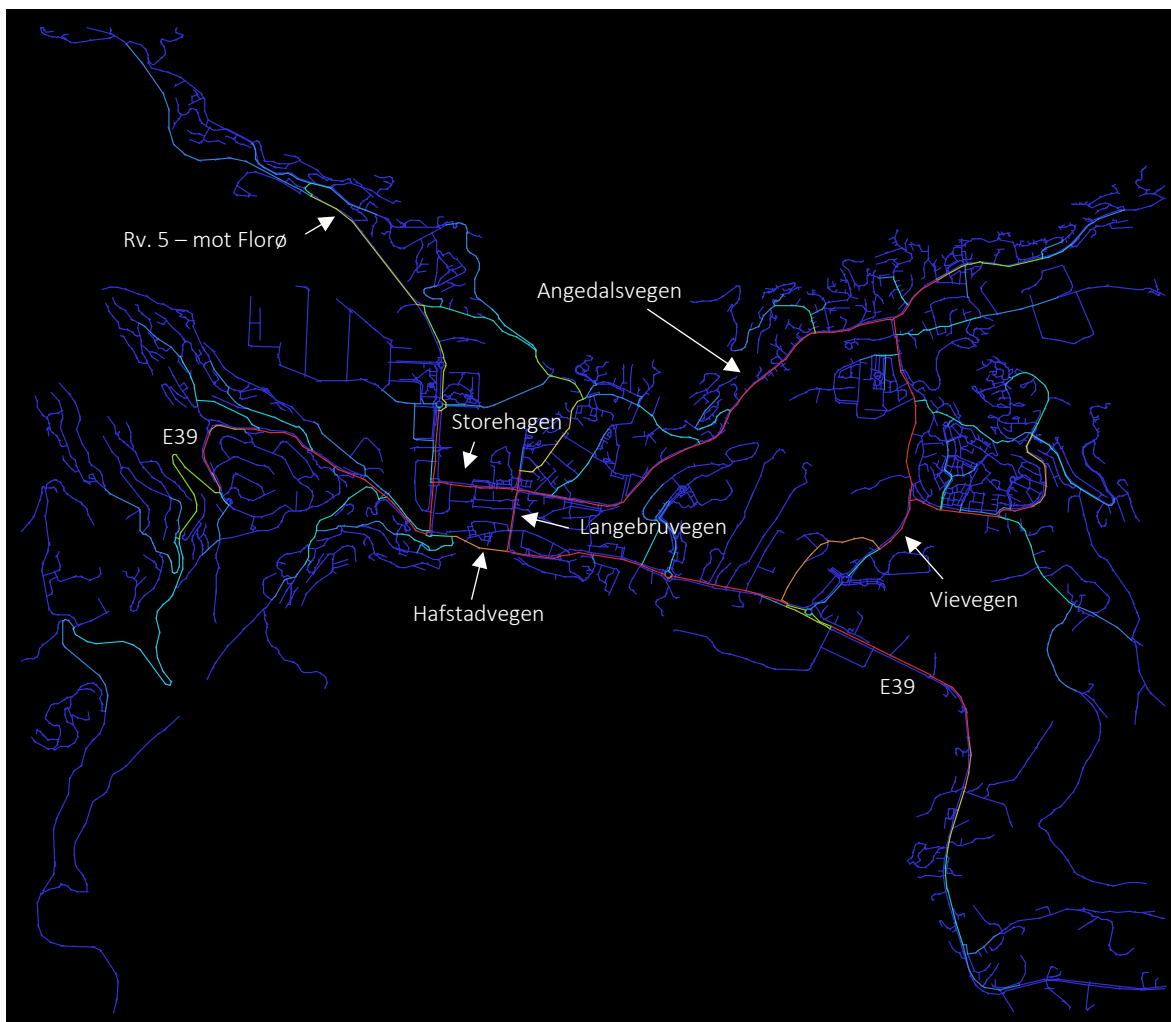 Rv. 5 – mot Florø
Angedalsvegen
Storehagen
E39
Langebruvegen
Hafstadvegen
Vievegen
E39